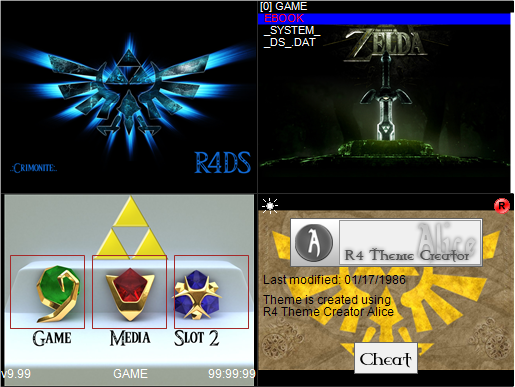 .:Crimonite:.
R4DS
[0] GAME
EBOOK
_SYSTEM_
_DS_.DAT
ZELDA
Game
Media
Slot 2
v9.99
GAME
99:99:99
R
A
Alice
R4 Theme Creator
Last modified: 01/17/1986
Theme is created using
R4 Theme Creator Alice
Cheat